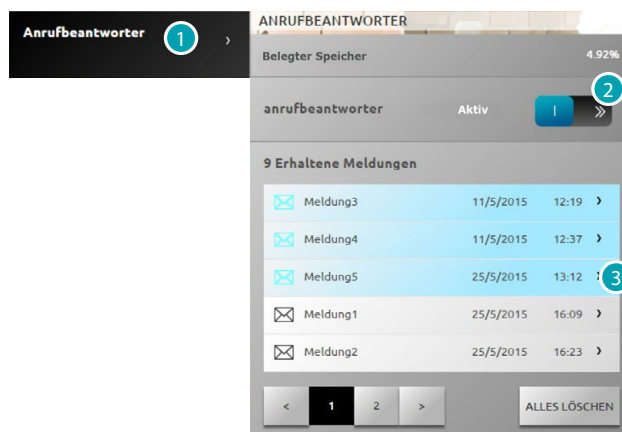 Anrufbeantworter 1 ›
ANRUFBEANTWORTER
Belegter Speicher 4.92%
2
anrufbeantworter Aktiv I »
9 Erhaltene Meldungen
Meldung3 11/5/2015 12:19 ›
Meldung4 11/5/2015 12:37 ›
Meldung5 25/5/2015 13:12 › 3
Meldung1 25/5/2015 16:09 ›
Meldung2 25/5/2015 16:23 ›
< 1 2 > ALLES LÖSCHEN